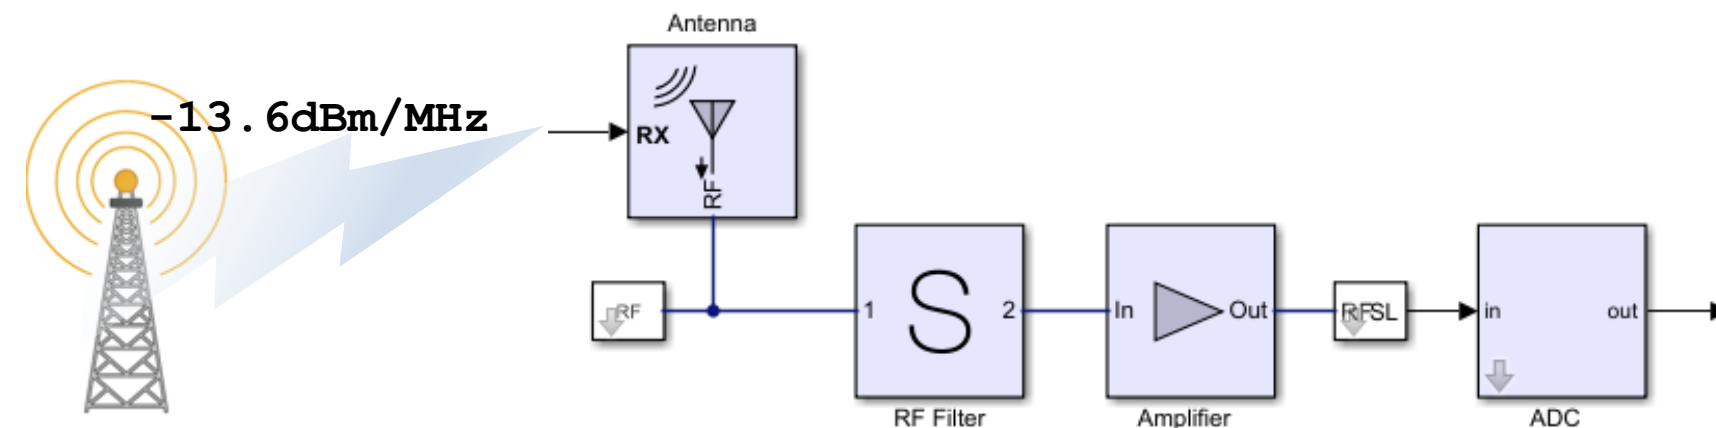 Antenna
-13.6dBm/MHz
RX
RF
RF
1
S
2
In
Out
RFSL
in
out
RF Filter
Amplifier
ADC